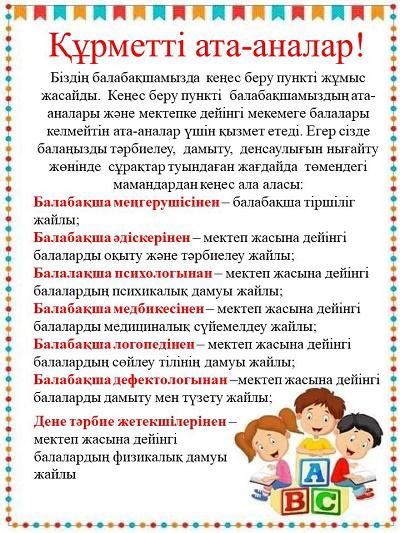 Құрметті ата-аналар!
Біздің балабақшамызда кеңес беру пункті жұмыс
жасайды. Кеңес беру пункті балабақшамыздың ата-
аналары және мектепке дейінгі мекемеге балалары
келмейтін ата-аналар үшін қызмет етеді. Егер сізде
балаңызды тәрбиелеу, дамыту, денсаулығын нығайту
жөнінде сұрақтар туындаған жағдайда төмендегі
мамандардан кеңес ала аласы:
Балабақша меңгерушісінен – балабақша тіршіліг
жайлы;
Балабақша әдіскерінен – мектеп жасына дейінгі
балаларды оқыту және тәрбиелеу жайлы;
Балалақша психологынан – мектеп жасына дейінгі
балалардың психикалық дамуы жайлы;
Балабақша медбикесінен – мектеп жасына дейінгі
балаларды медициналық сүйемелдеу жайлы;
Балабақша логопедінен – мектеп жасына дейінгі
балалардың сөйлеу тілінің дамуы жайлы;
Балабақша дефектологынан –мектеп жасына дейінгі
балаларды дамыту мен түзету жайлы;
Дене тәрбие жетекшілерінен –
мектеп жасына дейінгі
балалардың физикалық дамуы
жайлы
A
B C